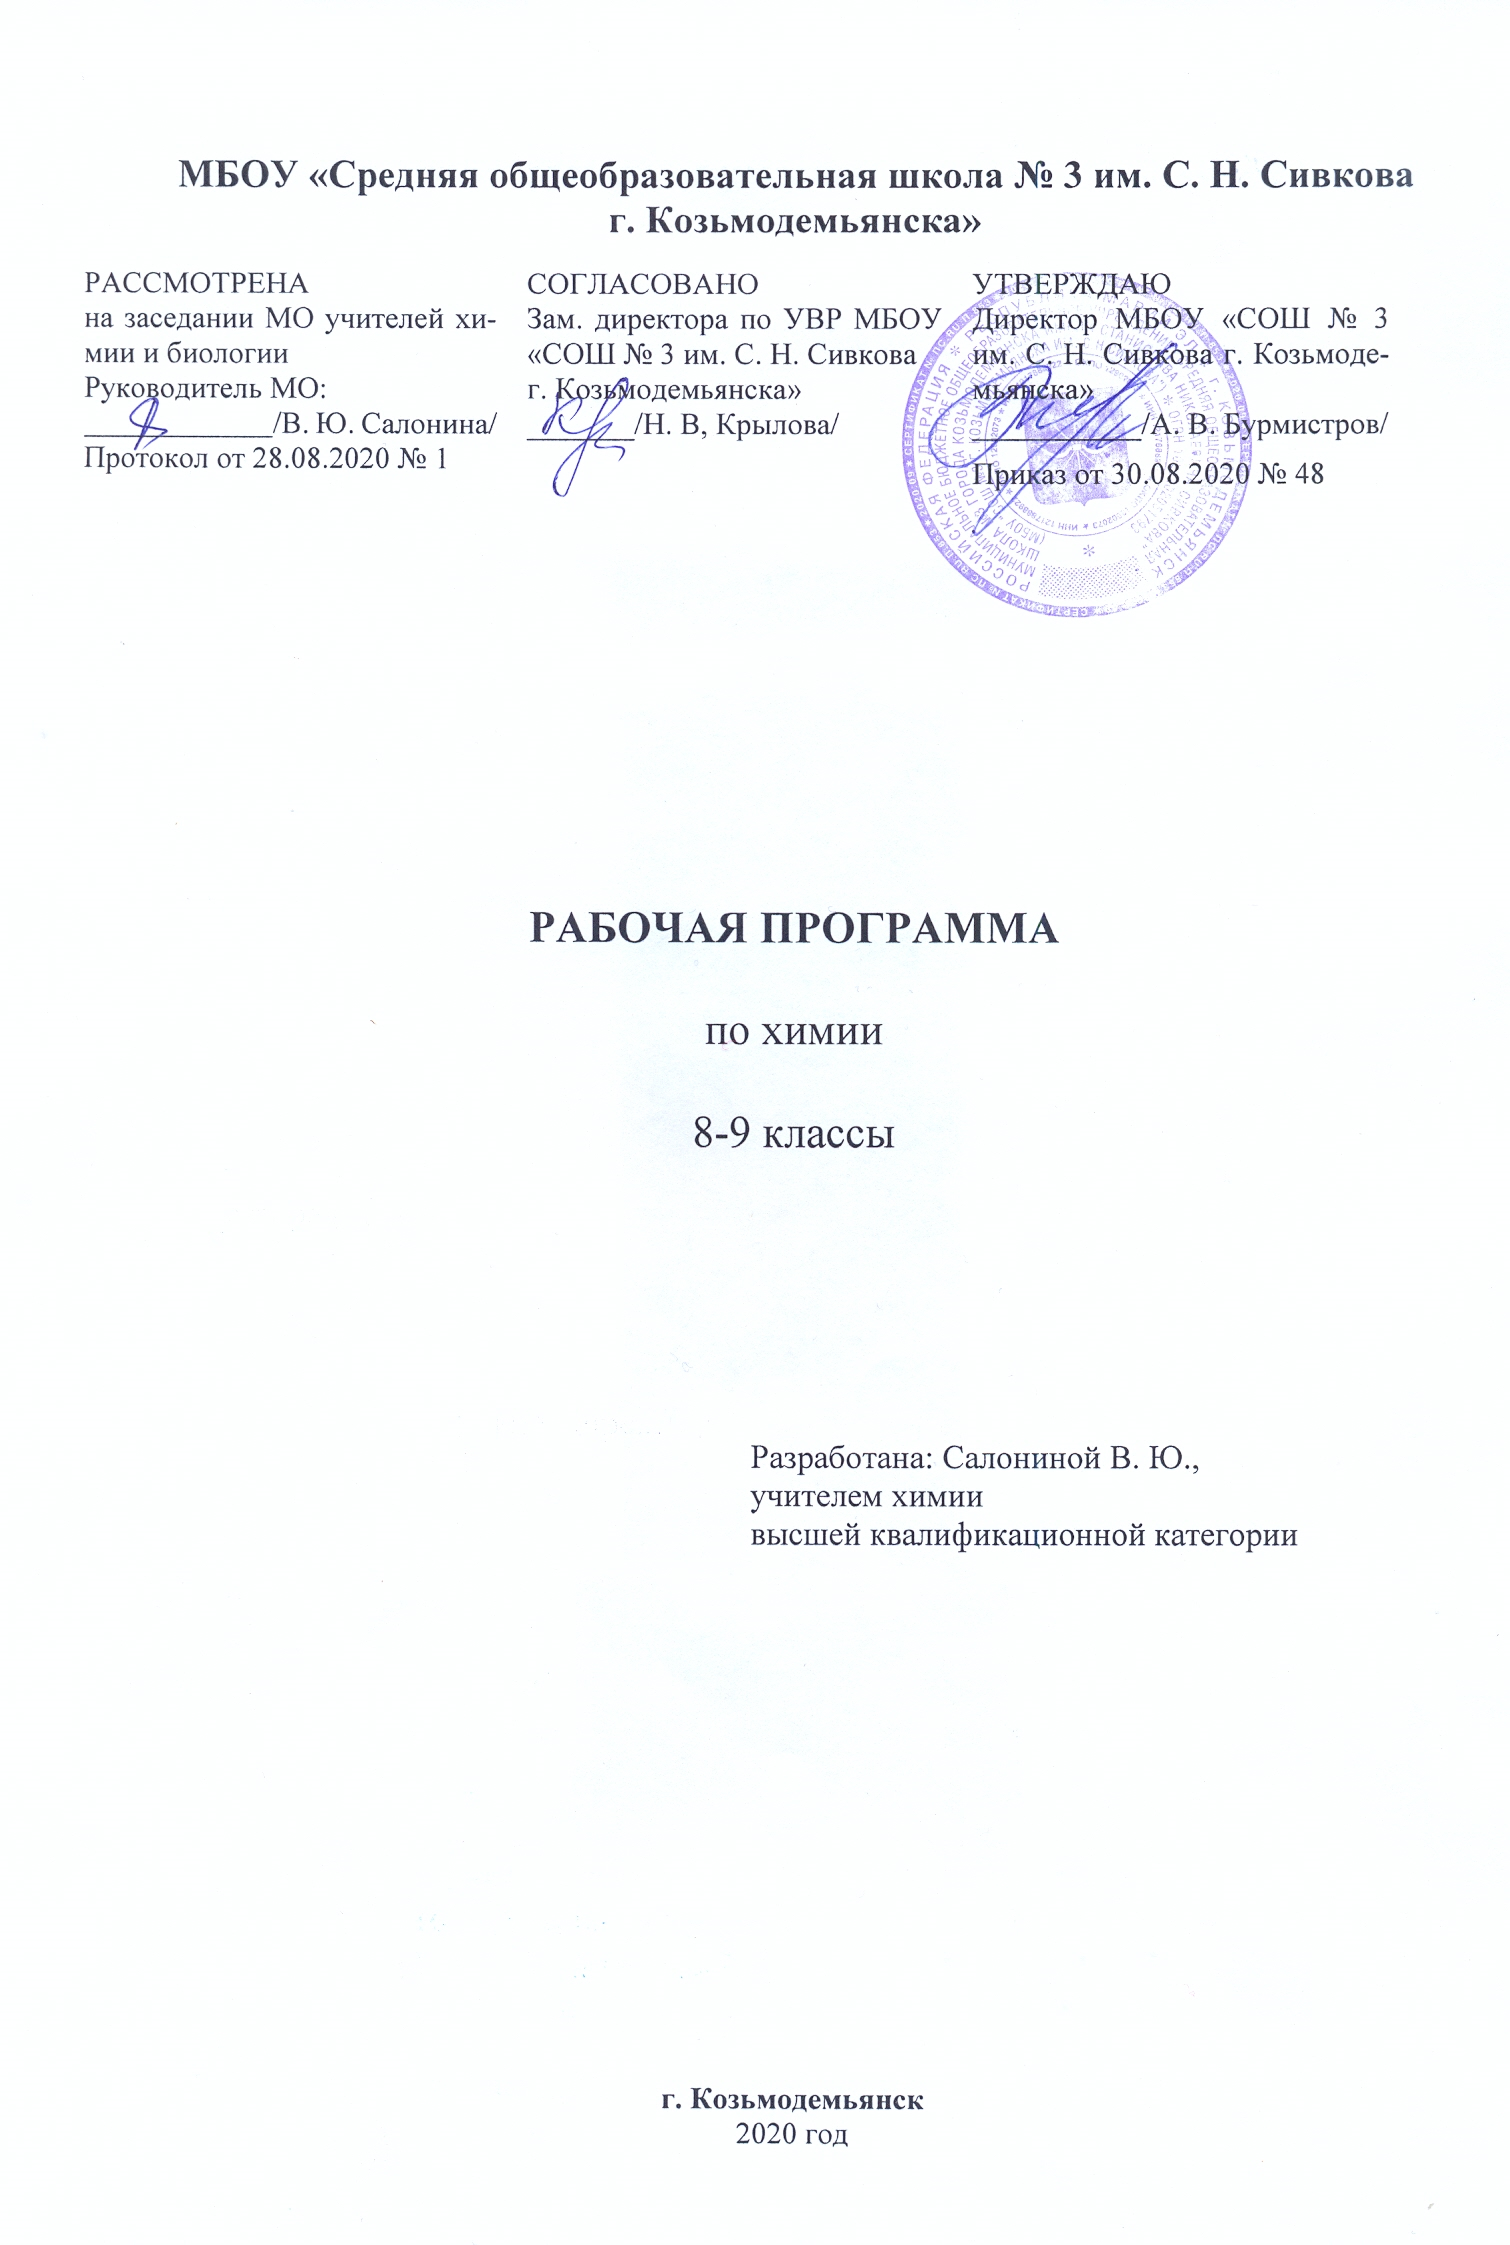 МБОУ «Средняя общеобразовательная школа № 3 им. С. Н. Сивкова
г. Козьмодемьянска»
РАССМОТРЕНА
на заседании МО учителей хи-
мии и биологии
Руководитель МО:
_____________/В. Ю. Салонина/
Протокол от 28.08.2020 № 1
СОГЛАСОВАНО
Зам. директора по УВР МБОУ
«СОШ № 3 им. С. Н. Сивкова
г. Козьмодемьянска»
_______/Н. В, Крылова/
УТВЕРЖДАЮ
Директор МБОУ «СОШ № 3
им. С. Н. Сивкова г. Козьмоде-
мьянска»
___________/А. В. Бурмистров/
Приказ от 30.08.2020 № 48
РОССИЙСКАЯ ФЕДЕРАЦИЯ
РАБОЧАЯ ПРОГРАММА
по химии
8-9 классы
Разработана: Салониной В. Ю.,
учителем химии
высшей квалификационной категории
г. Козьмодемьянск
2020 год